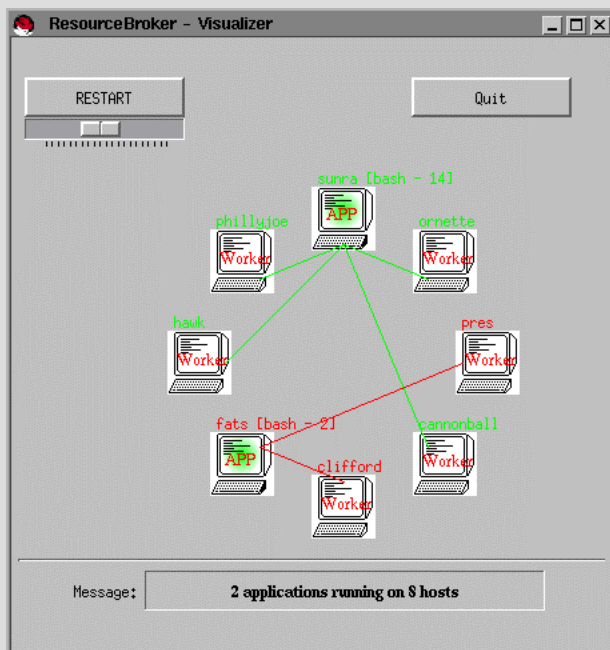 ResourceBroker - Visualizer
RESTART
Quit
sunra [bash - 14]
APP
phillyjoe
Worker
ornette
Worker
hawk
Worker
pres
Worker
fats [bash - 2]
APP
cannonball
Worker
clifford
Worker
Message:
2 applications running on 8 hosts